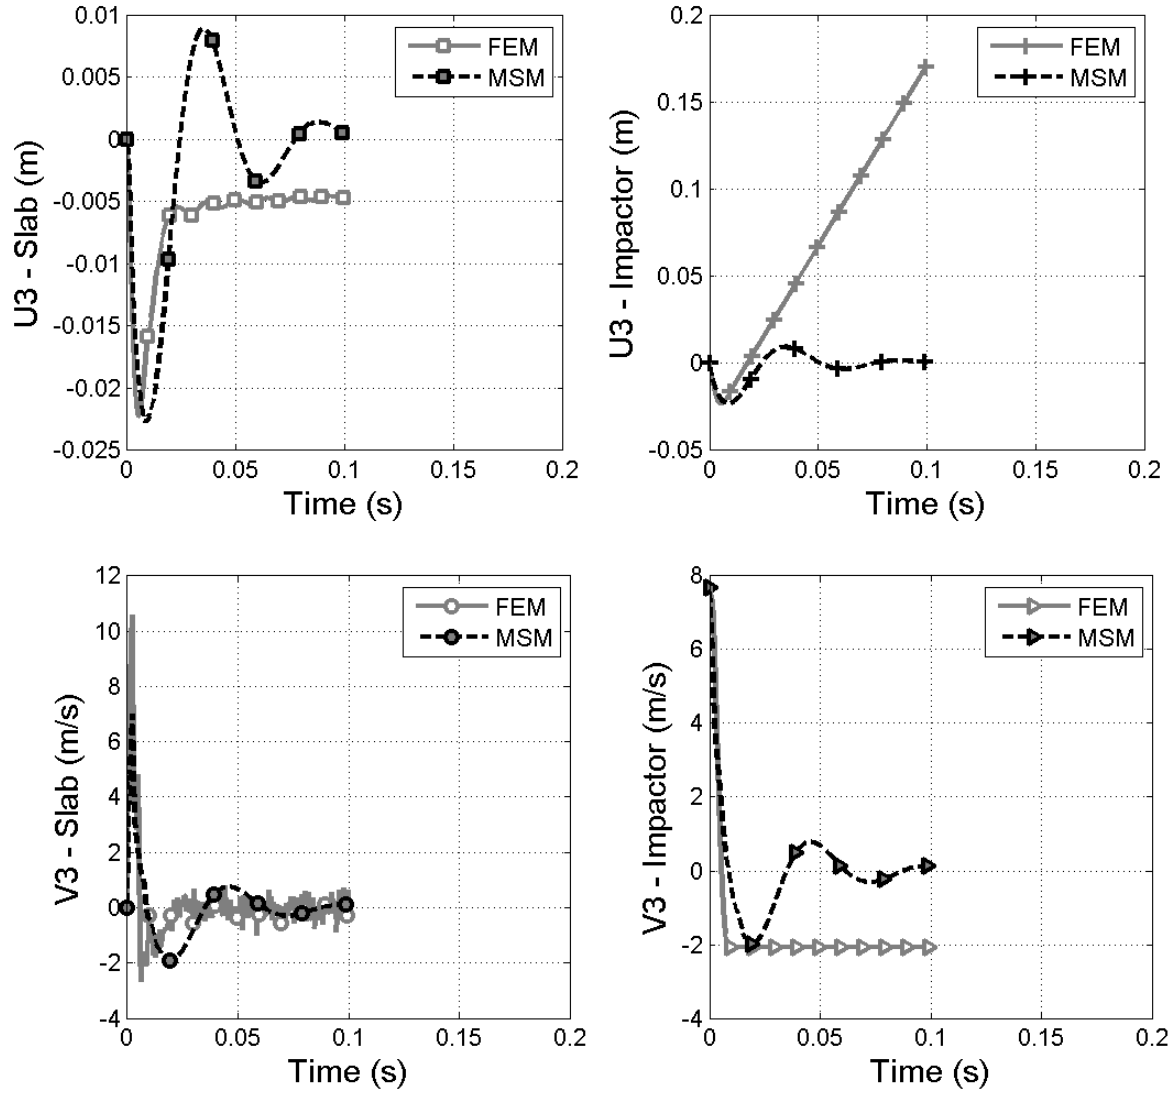 0.01
0.005
0
-0.005
-0.01
-0.015
-0.02
-0.025
U3 - Slab (m)
FEM
MSM
0 0.05 0.1 0.15 0.2
Time (s)
0.2
0.15
0.1
0.05
0
-0.05
U3 - Impactor (m)
FEM
MSM
0 0.05 0.1 0.15 0.2
Time (s)
12
10
8
6
4
2
0
-2
-4
V3 - Slab (m/s)
FEM
MSM
0 0.05 0.1 0.15 0.2
Time (s)
8
6
4
2
0
-2
-4
V3 - Impactor (m/s)
FEM
MSM
0 0.05 0.1 0.15 0.2
Time (s)